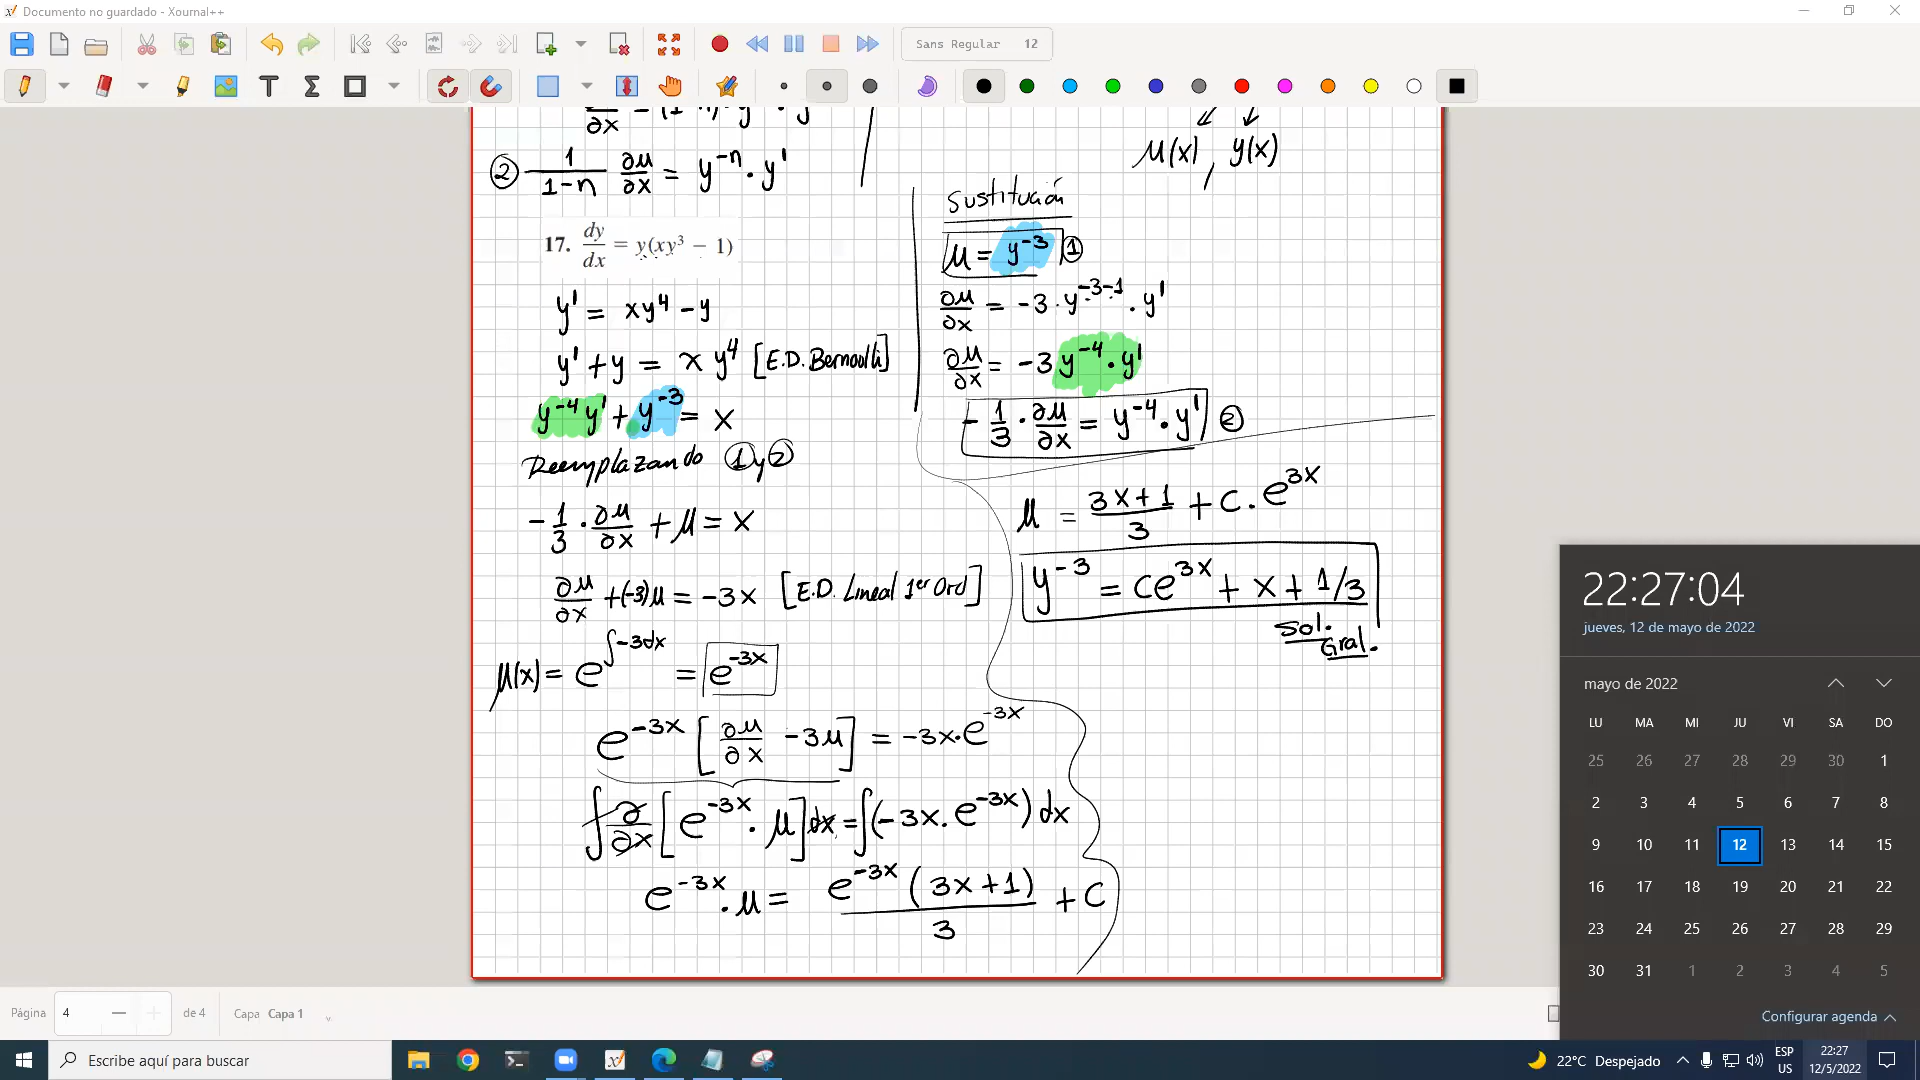 Documento no guardado - Xournal++
Sans Regular 12
∂x = (1-n) · y · y
② 1/(1-n) ∂μ/∂x = y⁻ⁿ · y'
17. dy/dx = y(xy³ − 1)
y' = xy⁴ - y
y' + y = x y⁴ [E.D. Bernoulli]
y⁻⁴y' + y⁻³ = x
Reemplazando ① y ②
-1/3 · ∂μ/∂x + μ = x
∂μ/∂x + (-3)μ = -3x [E.D. Lineal 1er Ord]
μ(x) = e^∫-3dx = e⁻³ˣ
e⁻³ˣ [∂μ/∂x - 3μ] = -3x·e⁻³ˣ
∫ ∂/∂x [e⁻³ˣ · μ] dx = ∫(-3x. e⁻³ˣ) dx
e⁻³ˣ · μ = e⁻³ˣ (3x+1)/3 + C
μ(x) , y(x)
Sustitución
μ = y⁻³ ①
∂μ/∂x = -3 · y⁻³⁻¹ · y'
∂μ/∂x = -3 y⁻⁴ · y'
-1/3 · ∂μ/∂x = y⁻⁴ · y' ②
μ = (3x+1)/3 + C · e³ˣ
y⁻³ = Ce³ˣ + x + 1/3
Sol.
Gral.
22:27:04
jueves, 12 de mayo de 2022
mayo de 2022
LU MA MI JU VI SA DO
25 26 27 28 29 30 1
2 3 4 5 6 7 8
9 10 11 12 13 14 15
16 17 18 19 20 21 22
23 24 25 26 27 28 29
30 31 1 2 3 4 5
Configurar agenda
Página 4 de 4 Capa Capa 1
Escribe aquí para buscar
22°C Despejado
ESP
US
22:27
12/5/2022